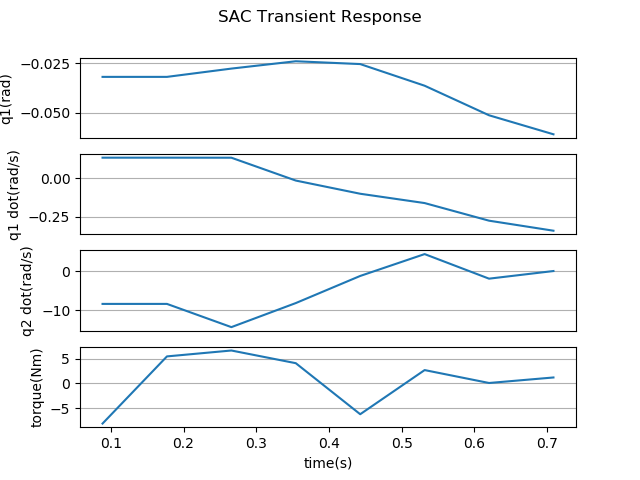 SAC Transient Response
q1(rad)
−0.025
−0.050
q1 dot(rad/s)
0.00
−0.25
q2 dot(rad/s)
0
−10
torque(Nm)
5
0
−5
0.1 0.2 0.3 0.4 0.5 0.6 0.7
time(s)